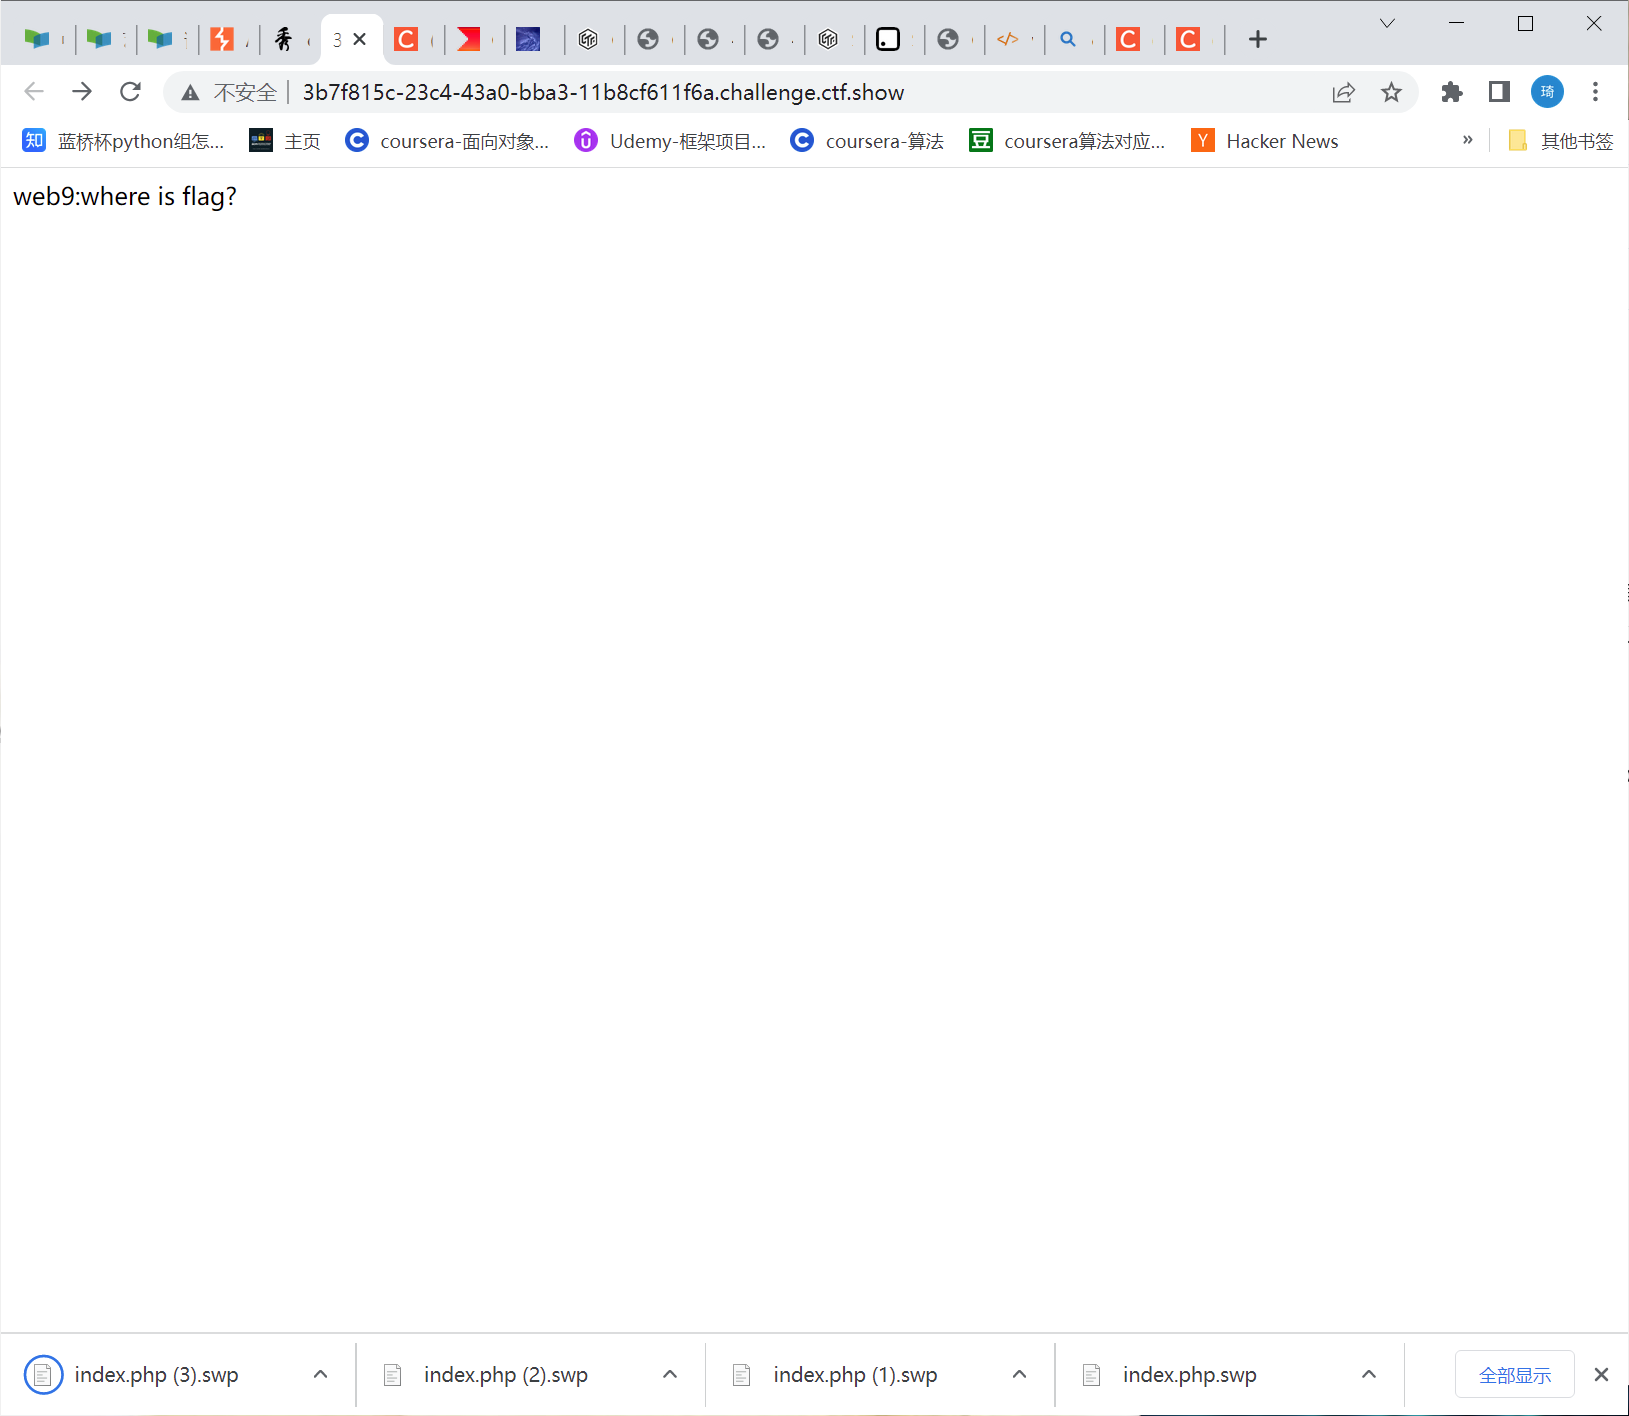 3
不安全 3b7f815c-23c4-43a0-bba3-11b8cf611f6a.challenge.ctf.show 琦
知 蓝桥杯python组怎... 主页 coursera-面向对象... Udemy-框架项目... coursera-算法 豆 coursera算法对应... Y Hacker News » 其他书签
web9:where is flag?
index.php (3).swp index.php (2).swp index.php (1).swp index.php.swp 全部显示